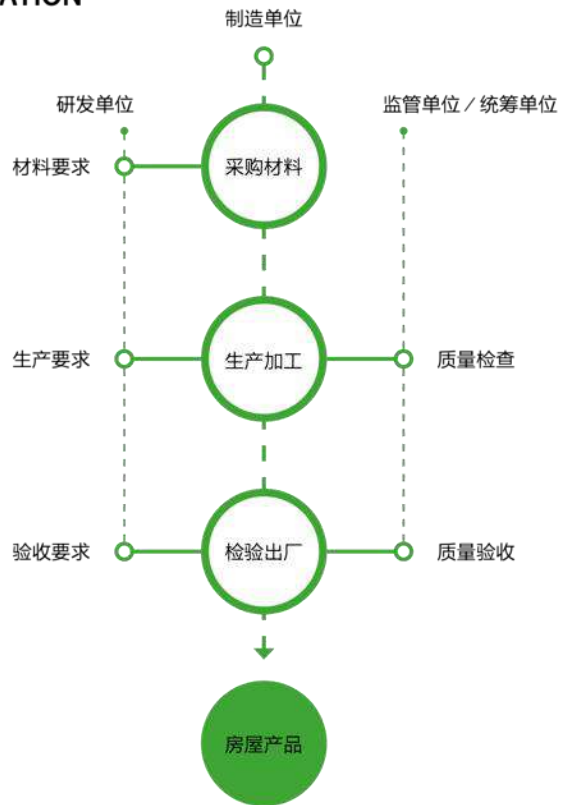 制造单位
研发单位
监管单位 / 统筹单位
材料要求
采购材料
生产要求
生产加工
质量检查
验收要求
检验出厂
质量验收
房屋产品